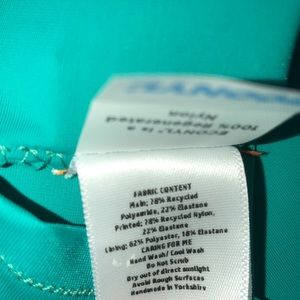 ECONYL® is a
100% Regenerated
Nylon
FABRIC CONTENT
Main: 78% Recycled
Polyamide, 22% Elastane
Printed: 78% Recycled Nylon,
22% Elastane
Lining: 82% Polyester, 18% Elastane
CARING FOR ME
Hand Wash / Cool Wash
Do Not Scrub
Dry out of direct sunlight
Avoid Rough Surfaces
Handmade in Yorkshire